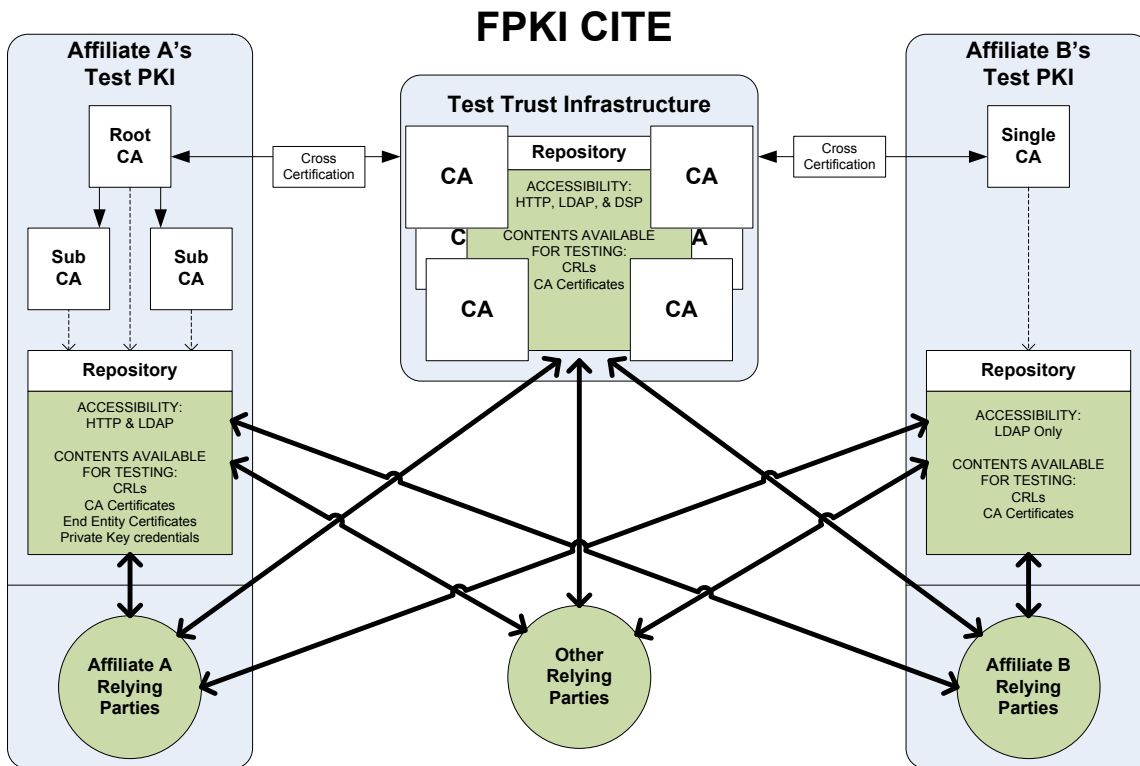 FPKI CITE
Affiliate A's
Test PKI
Root
CA
Sub
CA
Sub
CA
Repository
ACCESSIBILITY:
HTTP & LDAP
CONTENTS AVAILABLE
FOR TESTING:
CRLs
CA Certificates
End Entity Certificates
Private Key credentials
Affiliate A
Relying
Parties
Cross
Certification
Test Trust Infrastructure
CA
CA
Repository
ACCESSIBILITY:
HTTP, LDAP, & DSP
C
A
CONTENTS AVAILABLE
FOR TESTING:
CRLs
CA Certificates
CA
CA
Other
Relying
Parties
Cross
Certification
Affiliate B's
Test PKI
Single
CA
Repository
ACCESSIBILITY:
LDAP Only
CONTENTS AVAILABLE
FOR TESTING:
CRLs
CA Certificates
Affiliate B
Relying
Parties